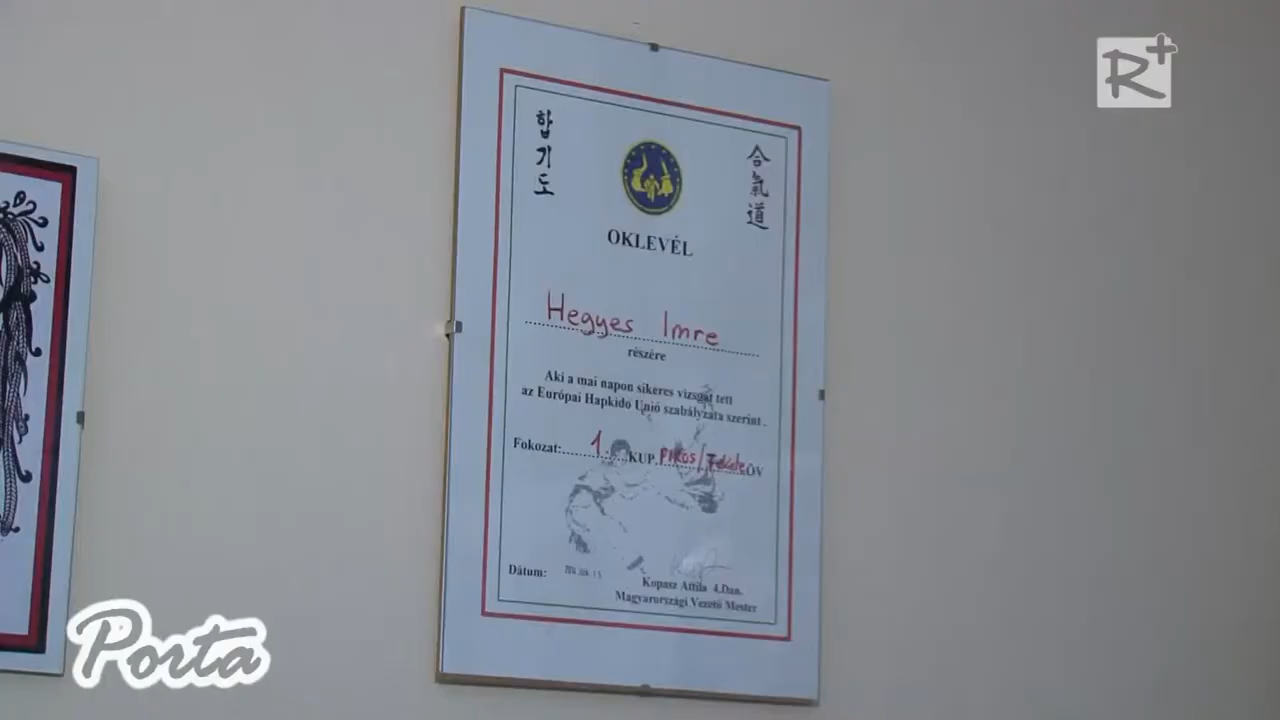 R+
합기도
合氣道
OKLEVÉL
Hegyes Imre
részére
Aki a mai napon sikeres vizsgát tett
az Európai Hapkido Unió szabályzata szerint.
Fokozat: 1. KUP. Piros/Fekete ÖV
Dátum:
Kopasz Attila 4.Dan.
Magyarországi Vezető Mester
Porta